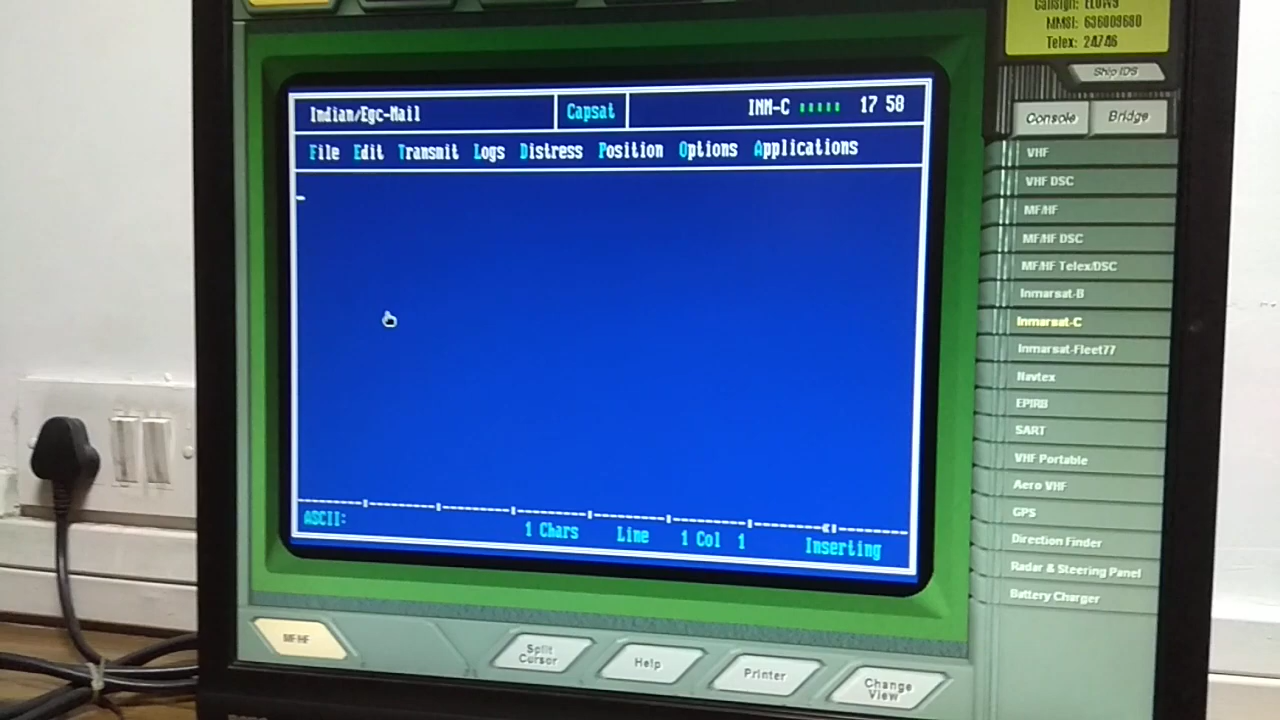 MMSI: 636009680
Telex: 24746
Ship IDS
Console Bridge
Indian/Egc-Mail Capsat INM-C 17 58
File Edit Transmit Logs Distress Position Options Applications
ASCII: 1 Chars Line 1 Col 1 Inserting
VHF
VHF DSC
MF/HF
MF/HF DSC
MF/HF Telex/DSC
Inmarsat-B
Inmarsat-C
Inmarsat-Fleet77
Navtex
EPIRB
SART
VHF Portable
Aero VHF
GPS
Direction Finder
Radar & Steering Panel
Battery Charger
MF/HF
Split Cursor
Help
Printer
Change View